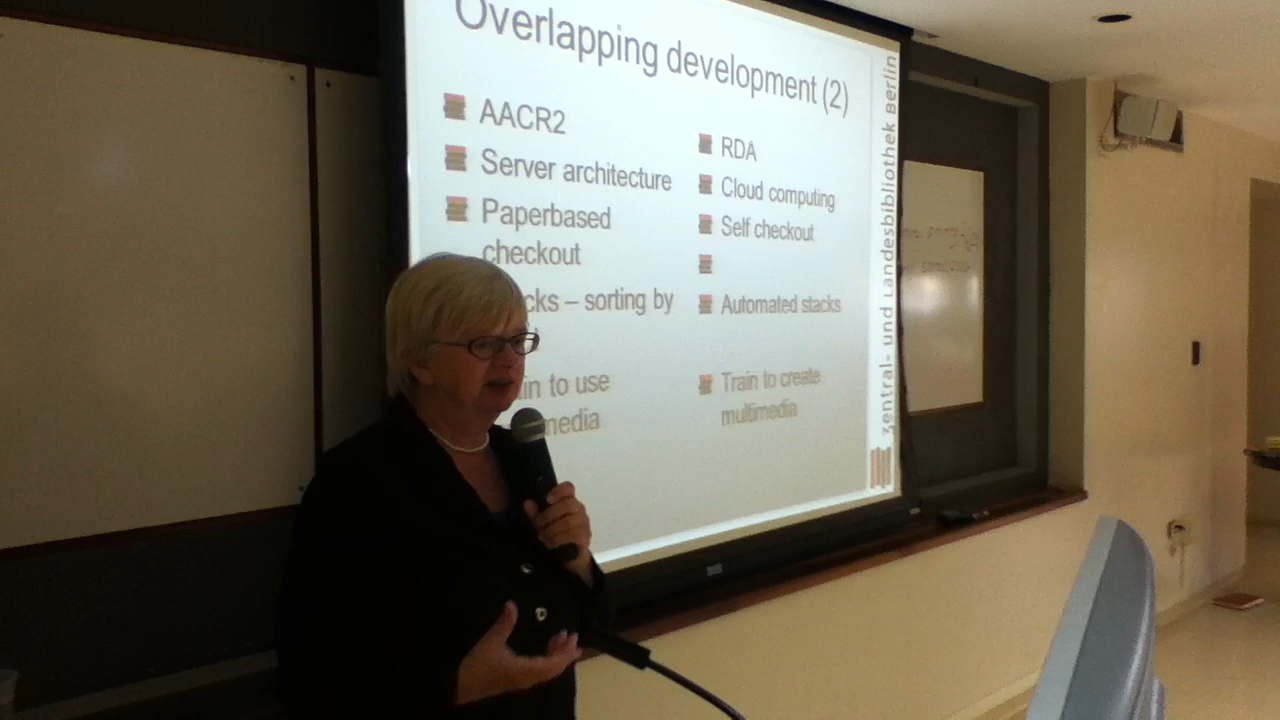 Overlapping development (2)
AACR2
Server architecture
Paperbased
checkout
– sorting by
to use
RDA
Cloud computing
Self checkout
Automated stacks
Train to create
multimedia
Zentral- und Landesbibliothek Berlin